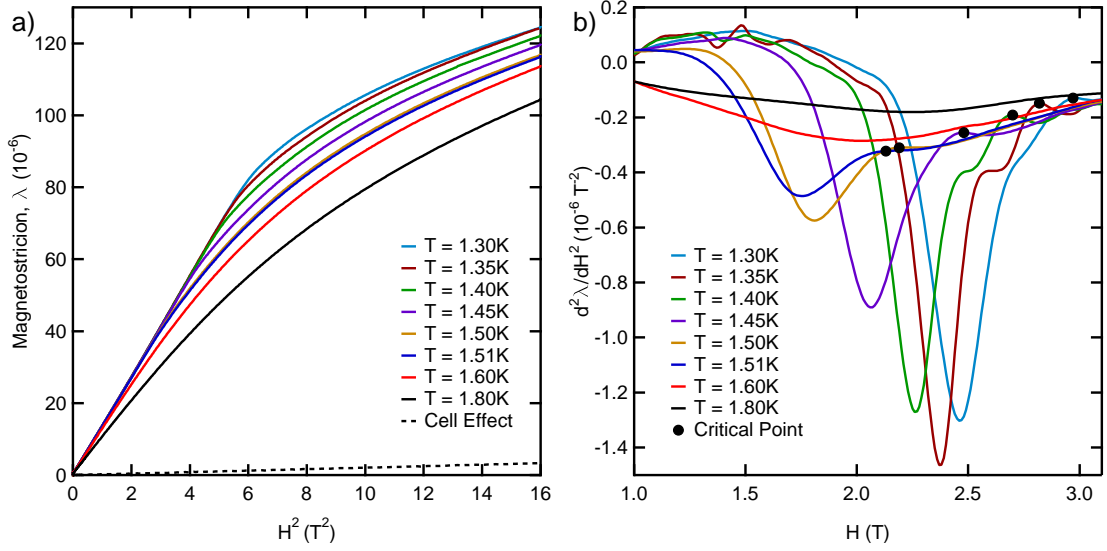 a)
Magnetostricion, λ (10⁻⁶)
120
100
80
60
40
20
0
0 2 4 6 8 10 12 14 16
H² (T²)
T = 1.30K
T = 1.35K
T = 1.40K
T = 1.45K
T = 1.50K
T = 1.51K
T = 1.60K
T = 1.80K
Cell Effect
b)
d²λ/dH² (10⁻⁶ T⁻²)
0.2
0.0
-0.2
-0.4
-0.6
-0.8
-1.0
-1.2
-1.4
1.0 1.5 2.0 2.5 3.0
H (T)
T = 1.30K
T = 1.35K
T = 1.40K
T = 1.45K
T = 1.50K
T = 1.51K
T = 1.60K
T = 1.80K
Critical Point